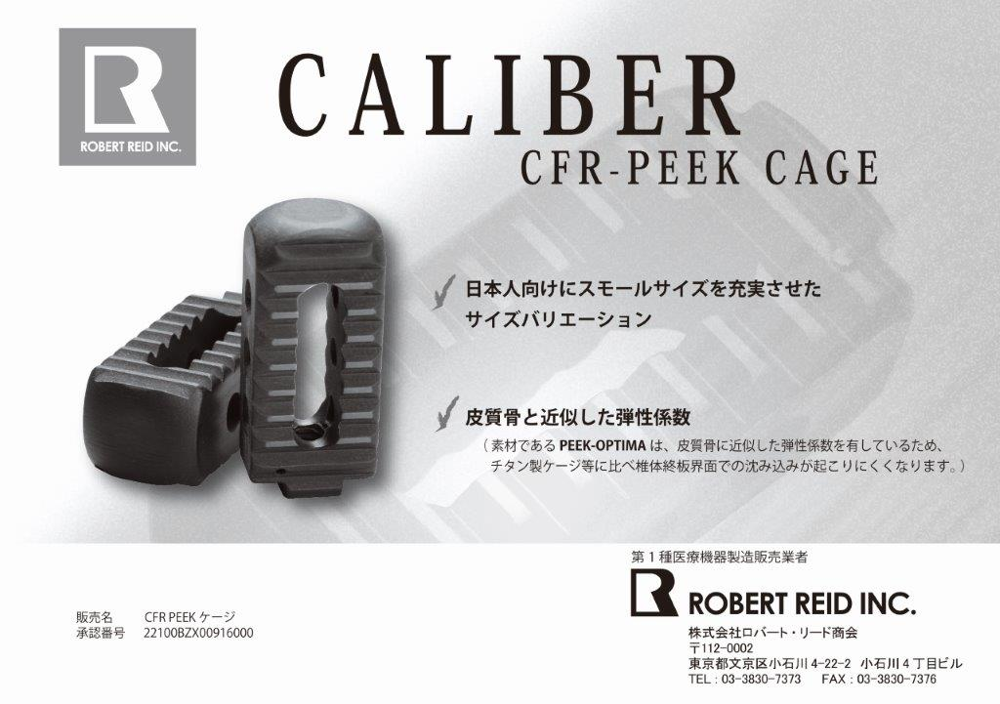 R
ROBERT REID INC.
CALIBER
CFR-PEEK CAGE
日本人向けにスモールサイズを充実させた
サイズバリエーション
皮質骨と近似した弾性係数
（素材である PEEK-OPTIMA は、皮質骨に近似した弾性係数を有しているため、
チタン製ケージ等に比べ椎体終板界面での沈み込みが起こりにくくなります。）
販売名 CFR PEEK ケージ
承認番号 22100BZX00916000
第1種医療機器製造販売業者
R ROBERT REID INC.
株式会社ロバート・リード商会
〒112-0002
東京都文京区小石川 4-22-2 小石川 4 丁目ビル
TEL : 03-3830-7373 FAX : 03-3830-7376